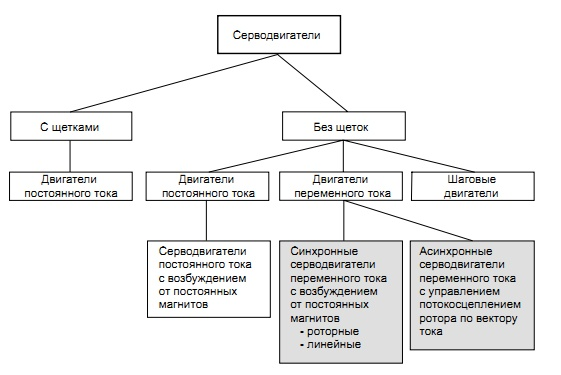 Серводвигатели
С щетками
Без щеток
Двигатели
постоянного тока
Двигатели
постоянного тока
Двигатели
переменного тока
Шаговые
двигатели
Серводвигатели
постоянного тока
с возбуждением
от постоянных
магнитов
Синхронные
серводвигатели
переменного тока
с возбуждением
от постоянных
магнитов
- роторные
- линейные
Асинхронные
серводвигатели
переменного тока
с управлением
потокосцеплением
ротора по вектору
тока